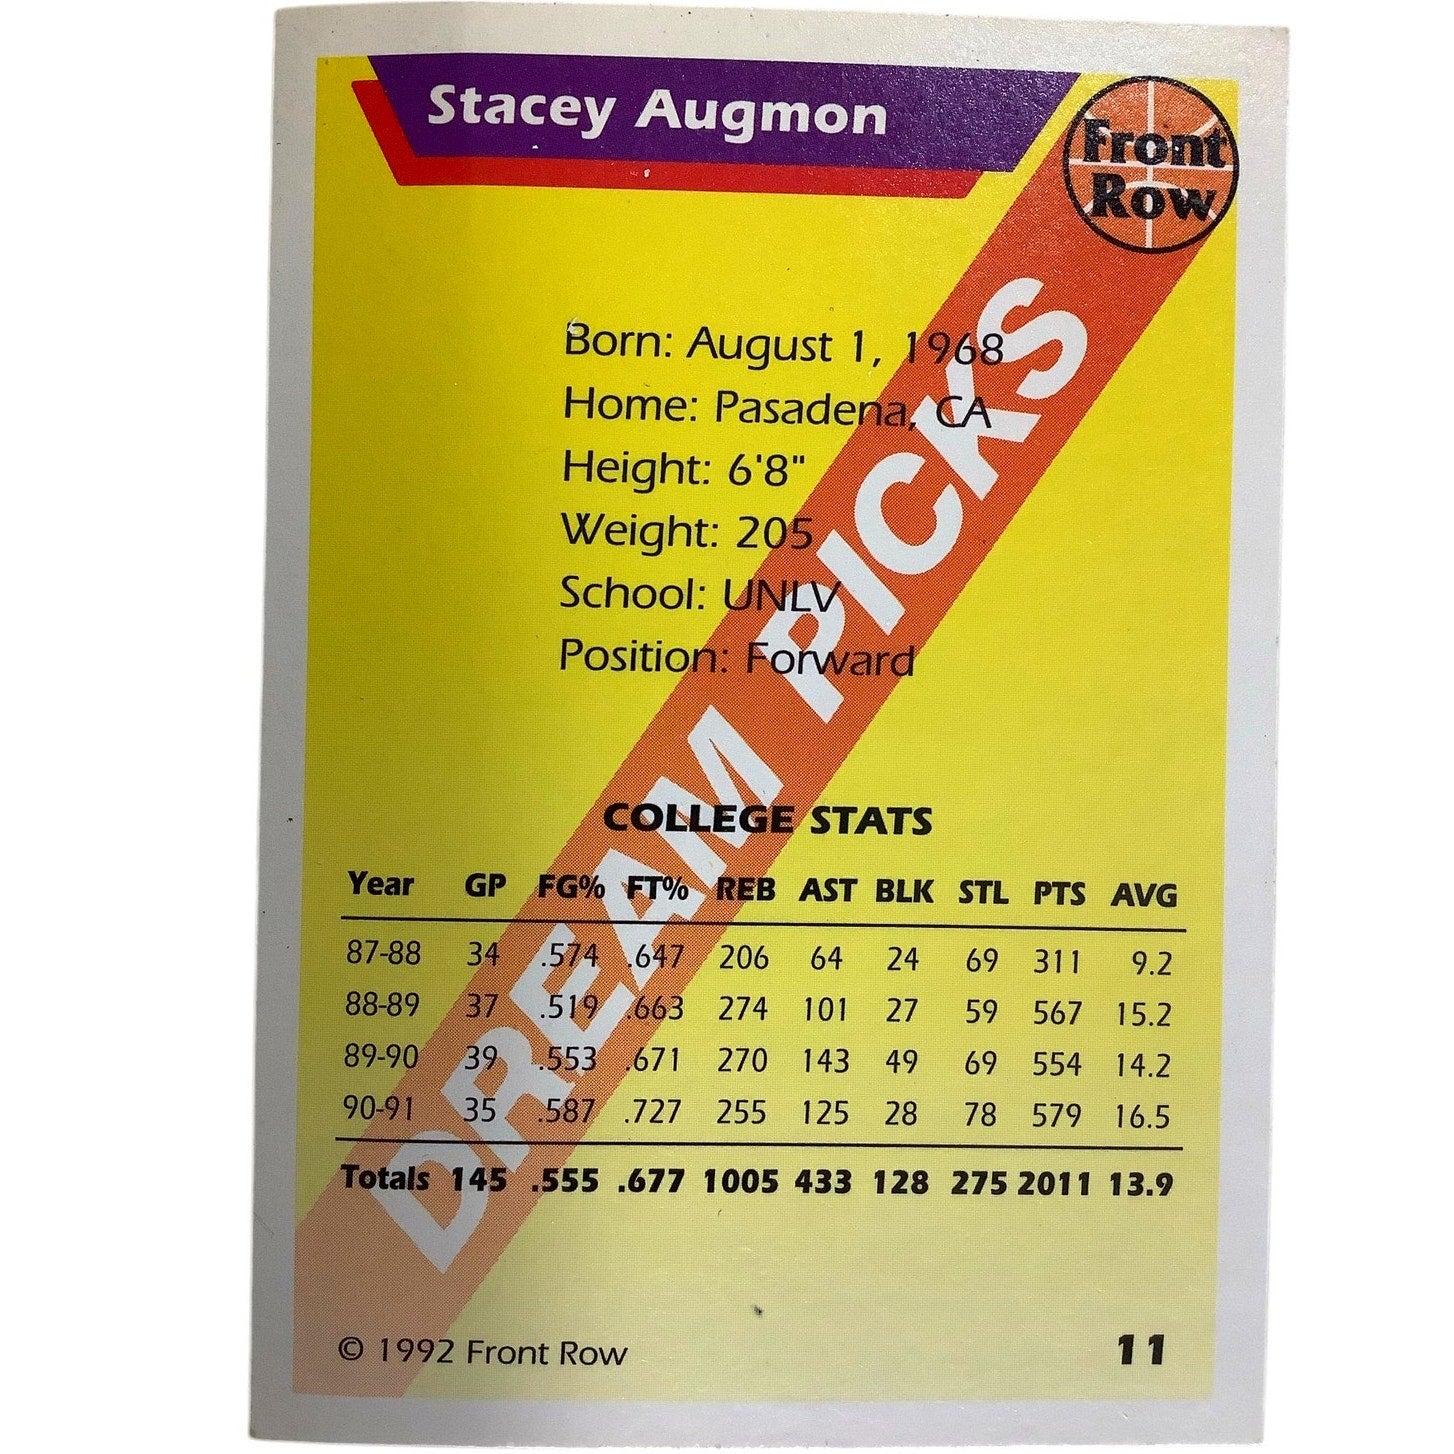 Stacey Augmon
Front
Row
Born: August 1, 1968
Home: Pasadena, CA
Height: 6'8"
Weight: 205
School: UNLV
Position: Forward
DREAM PICKS
COLLEGE STATS
Year GP FG% FT% REB AST BLK STL PTS AVG
87-88 34 .574 .647 206 64 24 69 311 9.2
88-89 37 .519 .663 274 101 27 59 567 15.2
89-90 39 .553 .671 270 143 49 69 554 14.2
90-91 35 .587 .727 255 125 28 78 579 16.5
Totals 145 .555 .677 1005 433 128 275 2011 13.9
© 1992 Front Row
11